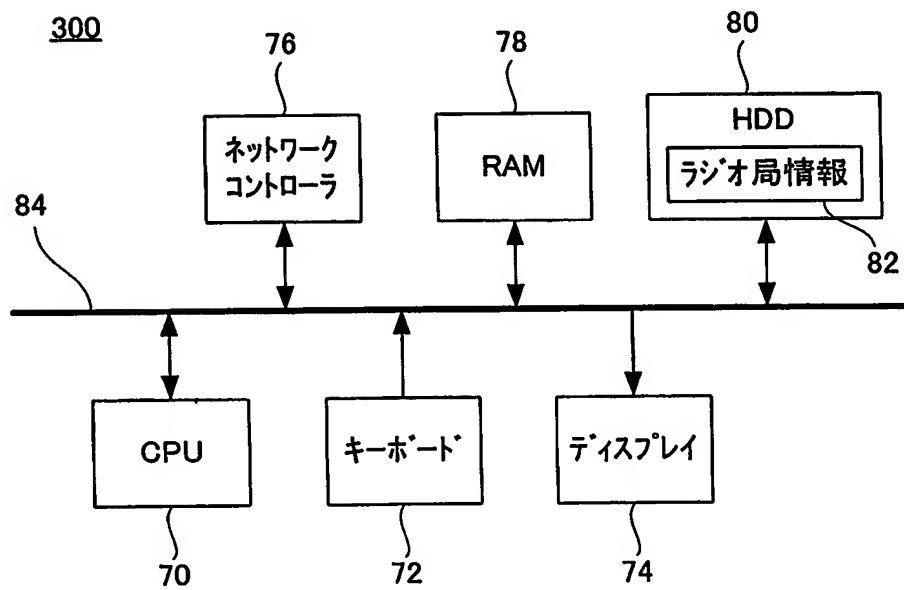 300
76
78
80
ネットワーク
コントローラ
RAM
HDD
ラジオ局情報
84
82
CPU
キーボード
ディスプレイ
70
72
74